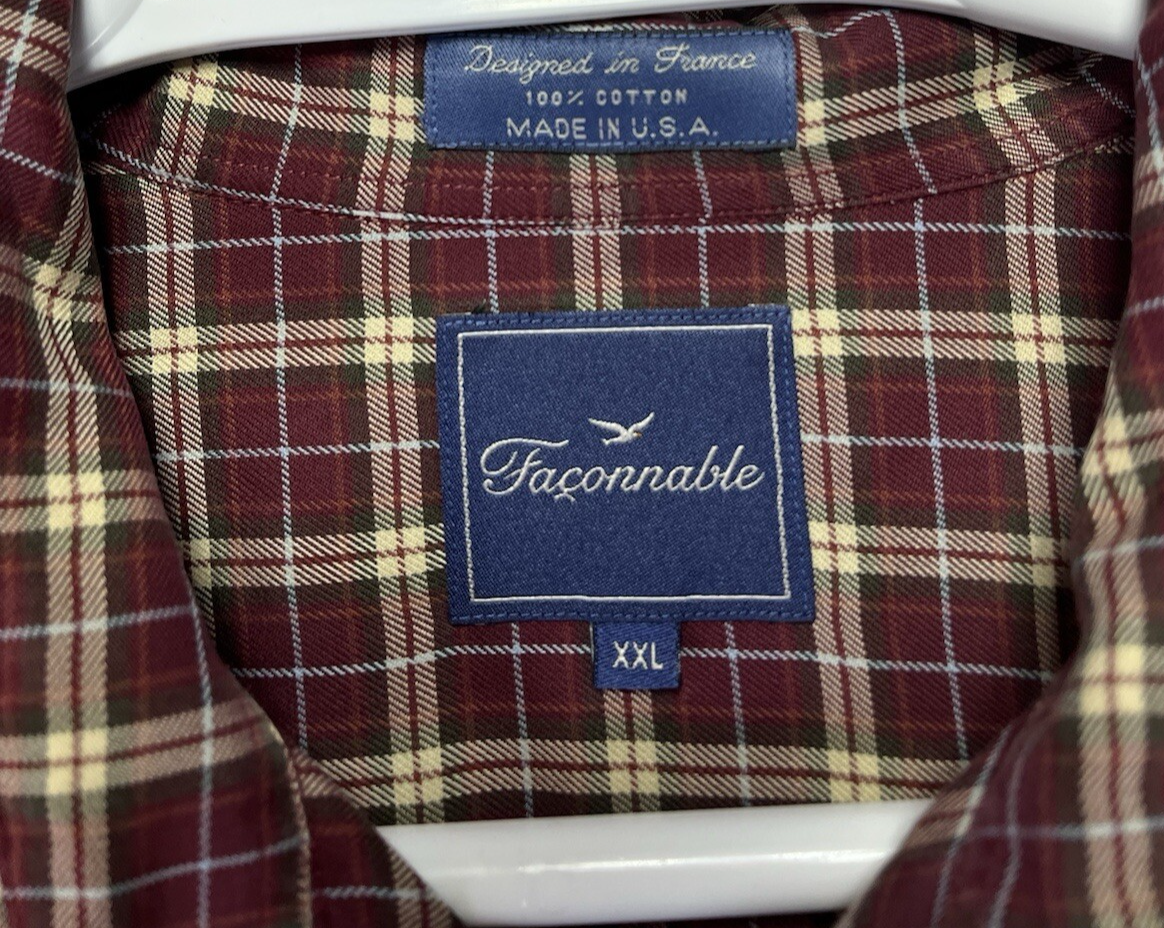 Designed in France
100% COTTON
MADE IN U.S.A.
Façonnable
XXL